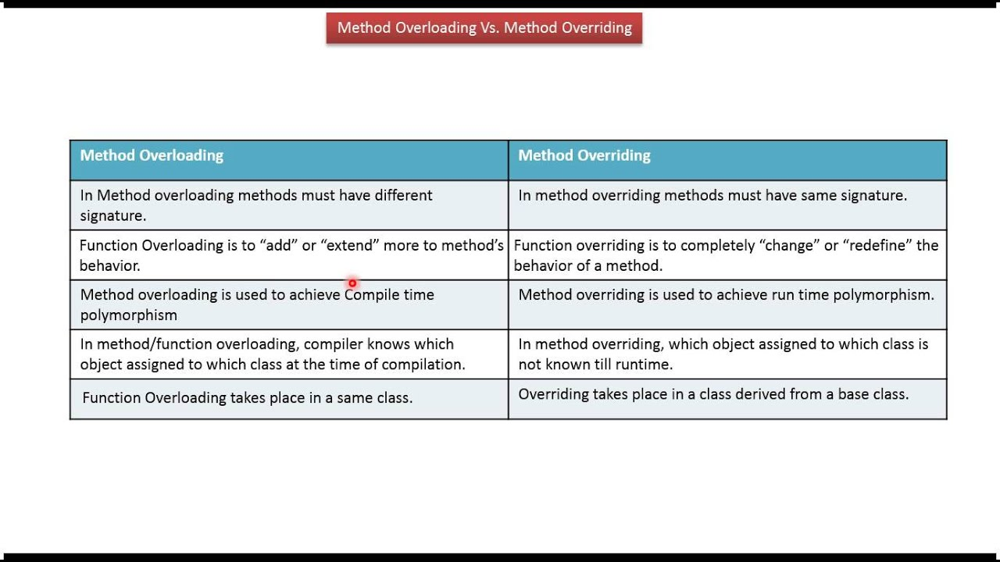 Method Overloading Vs. Method Overriding
Method Overloading
Method Overriding
In Method overloading methods must have different
signature.
In method overriding methods must have same signature.
Function Overloading is to “add” or “extend” more to method’s
behavior.
Function overriding is to completely “change” or “redefine” the
behavior of a method.
Method overloading is used to achieve Compile time
polymorphism
Method overriding is used to achieve run time polymorphism.
In method/function overloading, compiler knows which
object assigned to which class at the time of compilation.
In method overriding, which object assigned to which class is
not known till runtime.
Function Overloading takes place in a same class.
Overriding takes place in a class derived from a base class.